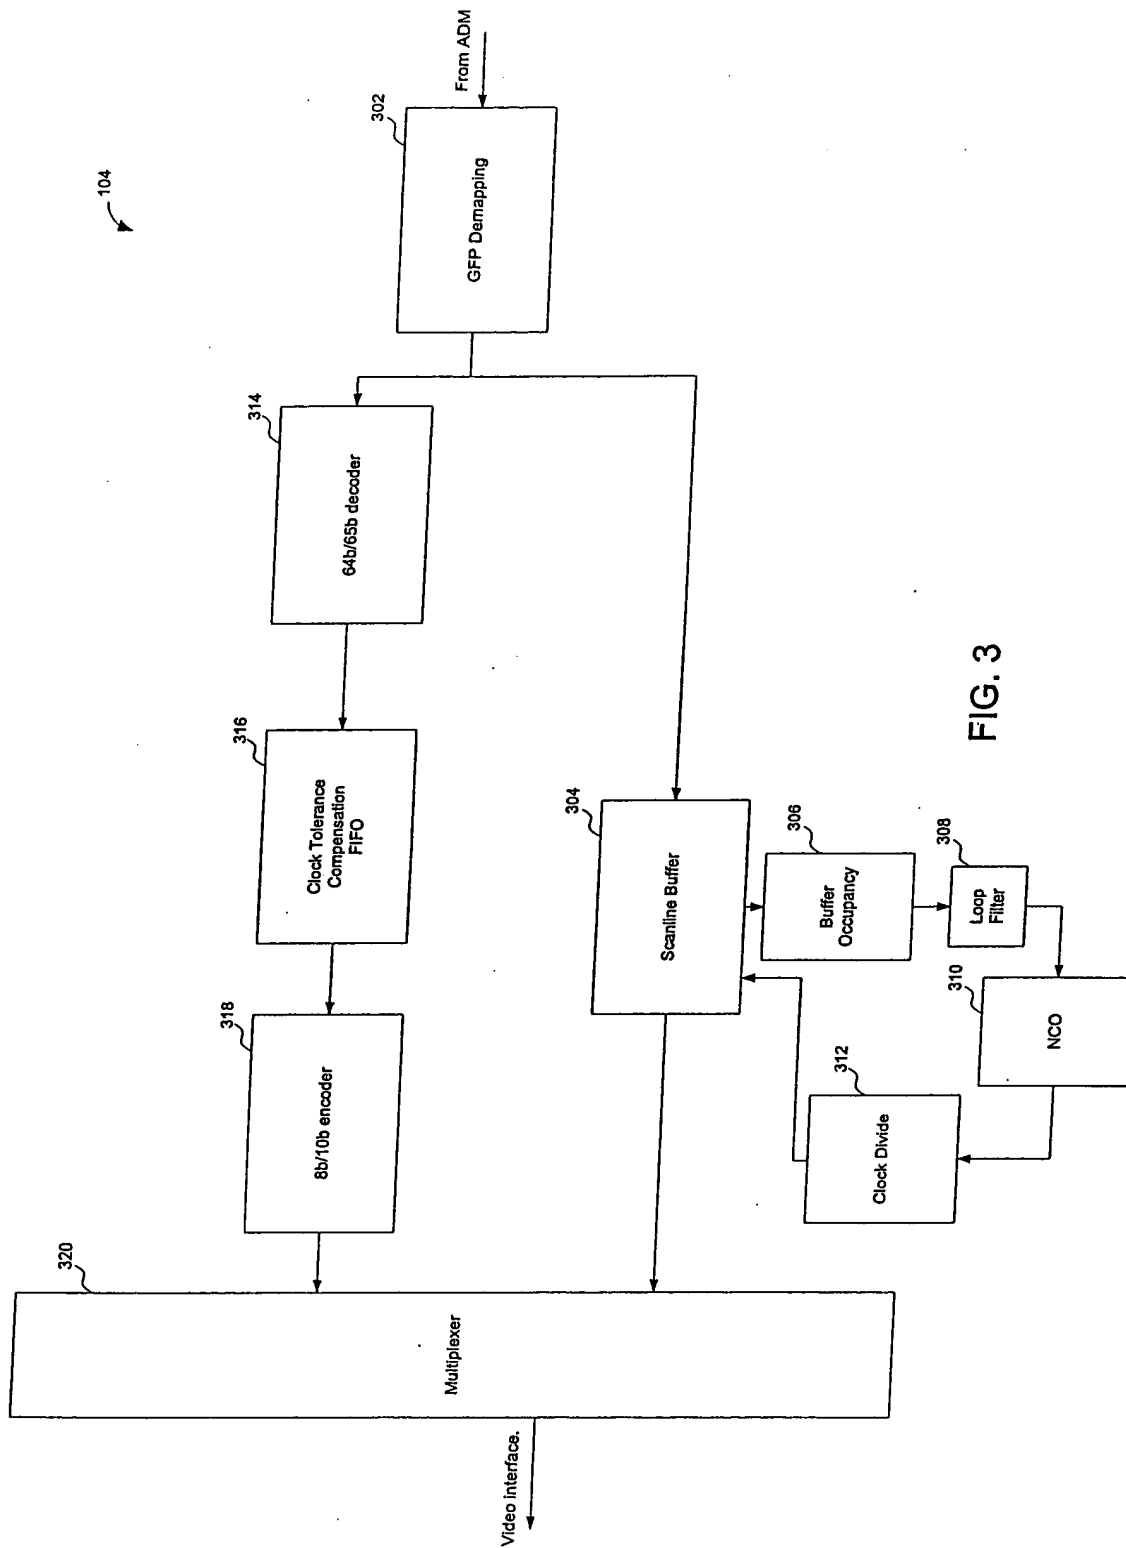 104
From ADM
302
GFP Demapping
314
64b/65b decoder
316
Clock Tolerance
Compensation
FIFO
318
8b/10b encoder
304
Scanline Buffer
306
Buffer
Occupancy
308
Loop
Filter
310
NCO
312
Clock Divide
320
Multiplexer
Video interface.
FIG. 3